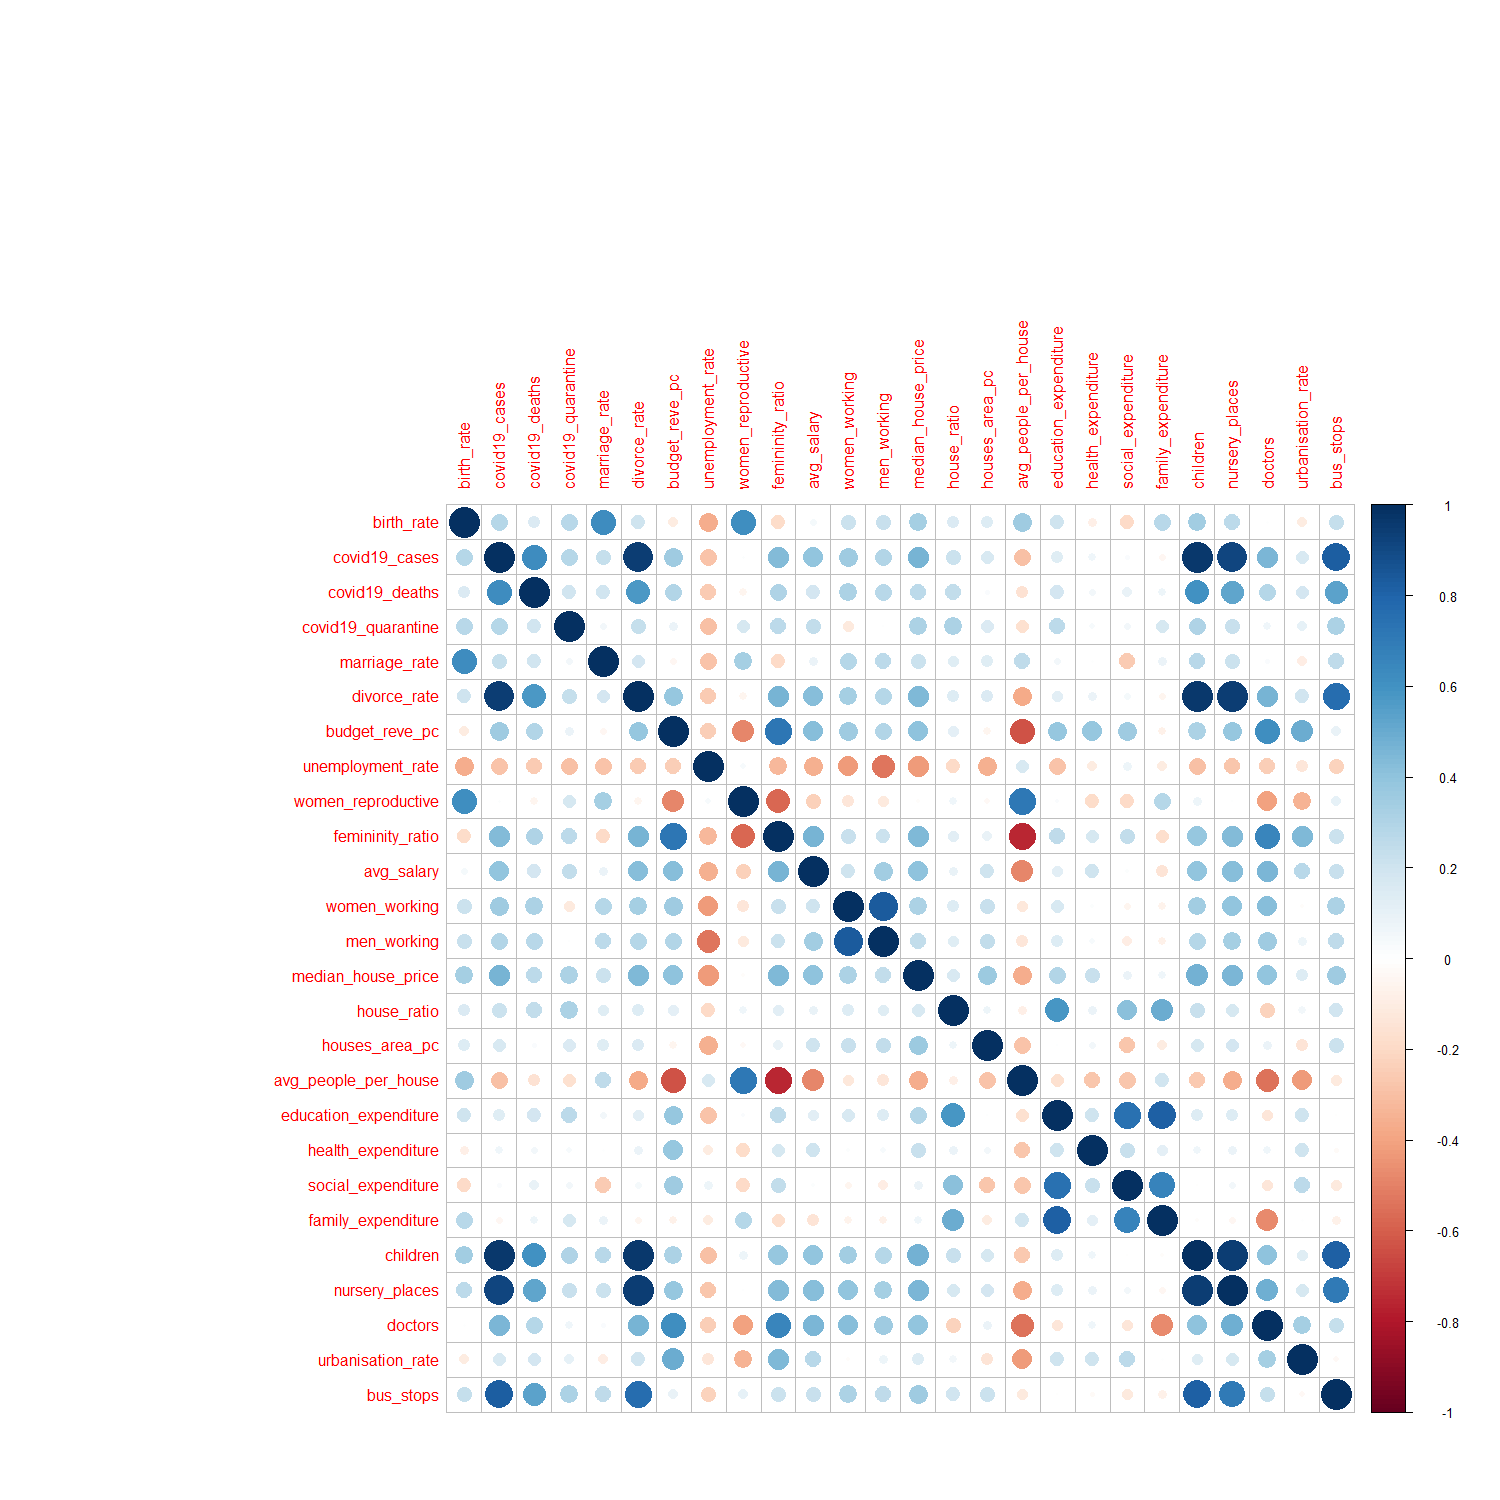 birth_rate
covid19_cases
covid19_deaths
covid19_quarantine
marriage_rate
divorce_rate
budget_reve_pc
unemployment_rate
women_reproductive
femininity_ratio
avg_salary
women_working
men_working
median_house_price
house_ratio
houses_area_pc
avg_people_per_house
education_expenditure
health_expenditure
social_expenditure
family_expenditure
children
nursery_places
doctors
urbanisation_rate
bus_stops
birth_rate
covid19_cases
covid19_deaths
covid19_quarantine
marriage_rate
divorce_rate
budget_reve_pc
unemployment_rate
women_reproductive
femininity_ratio
avg_salary
women_working
men_working
median_house_price
house_ratio
houses_area_pc
avg_people_per_house
education_expenditure
health_expenditure
social_expenditure
family_expenditure
children
nursery_places
doctors
urbanisation_rate
bus_stops
1
0.8
0.6
0.4
0.2
0
-0.2
-0.4
-0.6
-0.8
-1